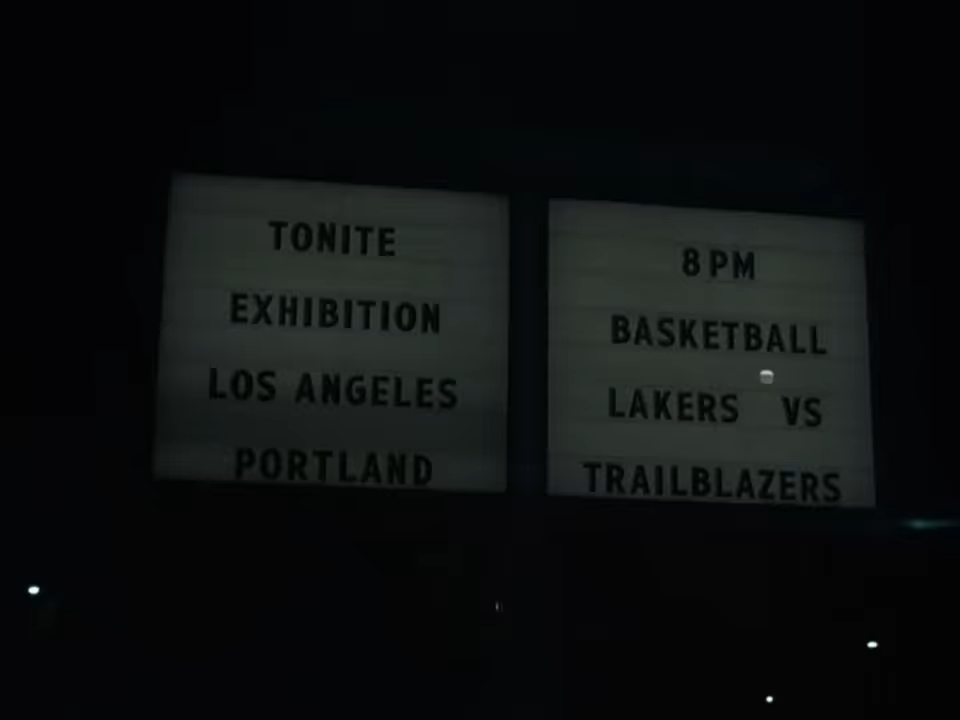 TONITE
EXHIBITION
LOS ANGELES
PORTLAND
8 PM
BASKETBALL
LAKERS VS
TRAILBLAZERS